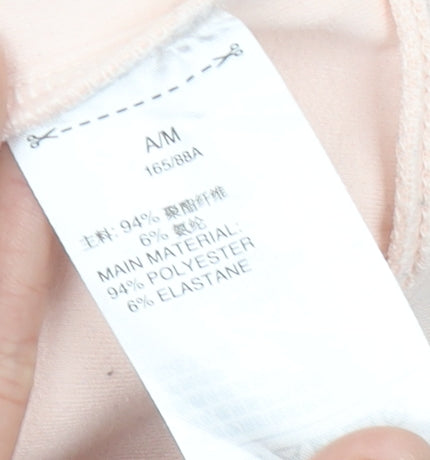 A/M
165/88A
主料: 94% 聚酯纤维
6% 氨纶
MAIN MATERIAL:
94% POLYESTER
6% ELASTANE